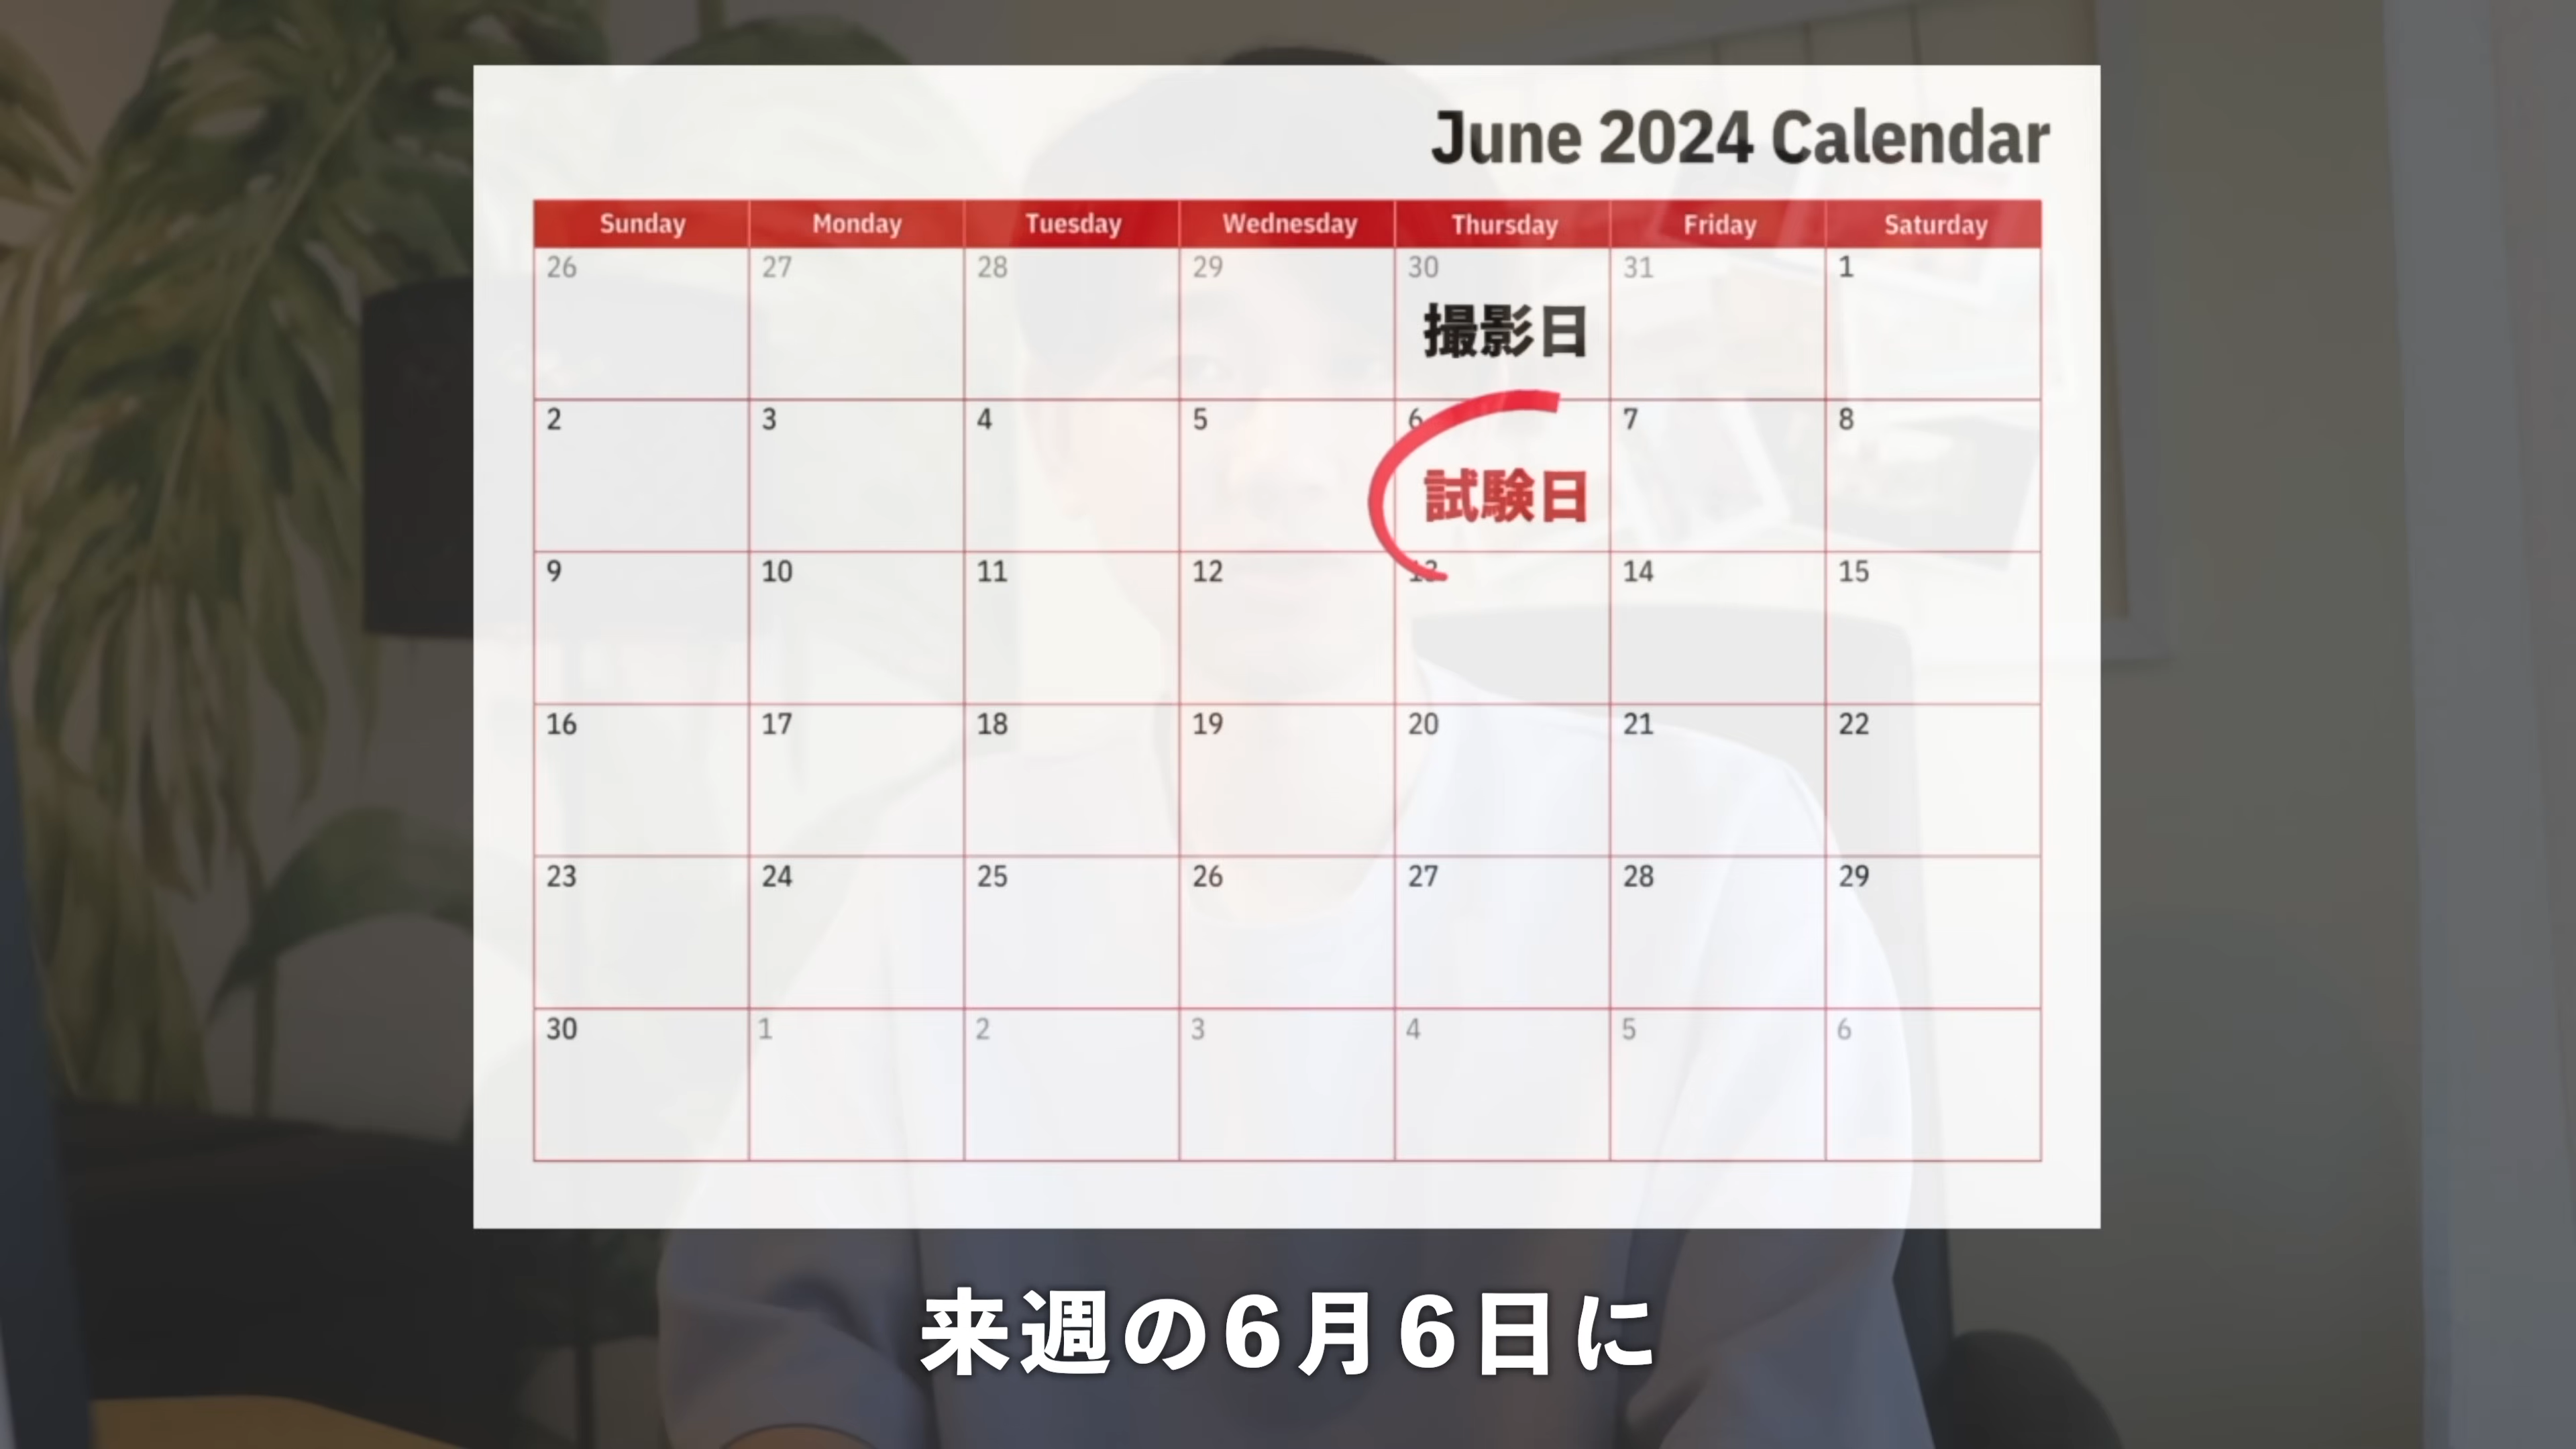 June 2024 Calendar
Sunday Monday Tuesday Wednesday Thursday Friday Saturday
26 27 28 29 30 31 1
撮影日
2 3 4 5 6 7 8
試験日
9 10 11 12 13 14 15
16 17 18 19 20 21 22
23 24 25 26 27 28 29
30 1 2 3 4 5 6
来週の6月6日に